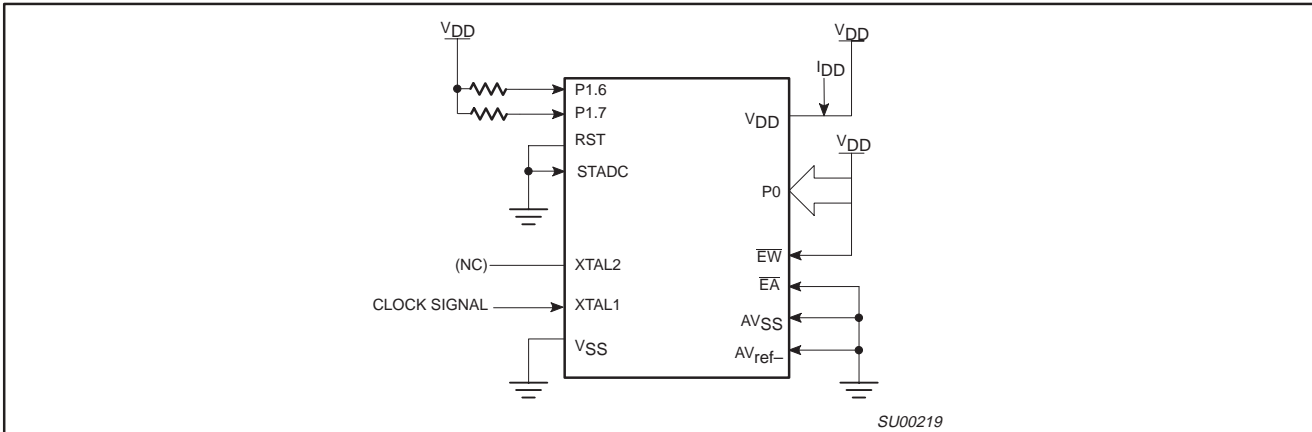 VDD
P1.6
P1.7
RST
STADC
(NC)
XTAL2
CLOCK SIGNAL
XTAL1
VSS
VDD
IDD
VDD
VDD
P0
EW
EA
AVSS
AVref–
SU00219